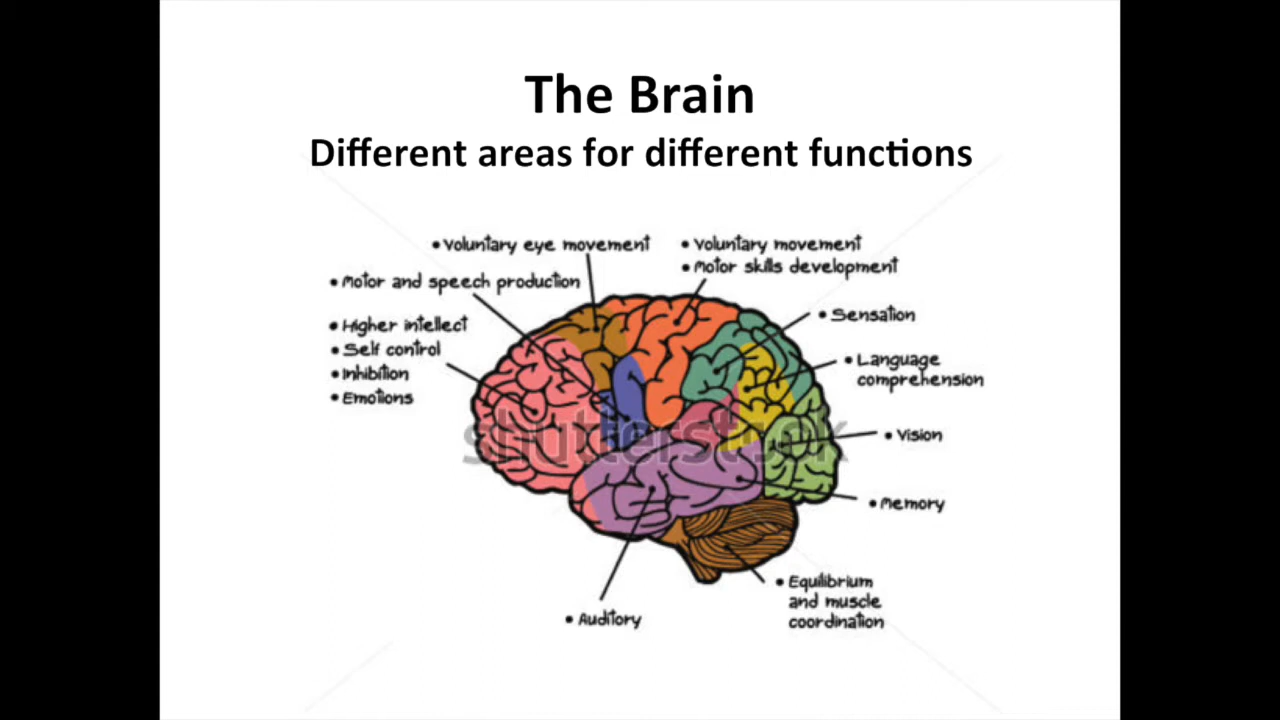 The Brain
Different areas for different functions
• Voluntary eye movement
• Voluntary movement
• Motor skills development
• Motor and speech production
• Higher intellect
• Self control
• Inhibition
• Emotions
• Sensation
• Language
comprehension
• Vision
• Memory
• Equilibrium
and muscle
coordination
• Auditory
shutterstock